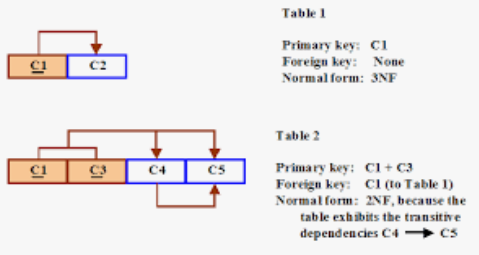 Table 1
C1 C2
Primary key: C1
Foreign key: None
Normal form: 3NF
Table 2
C1 C3 C4 C5
Primary key: C1 + C3
Foreign key: C1 (to Table 1)
Normal form: 2NF, because the
table exhibits the transitive
dependencies C4 → C5